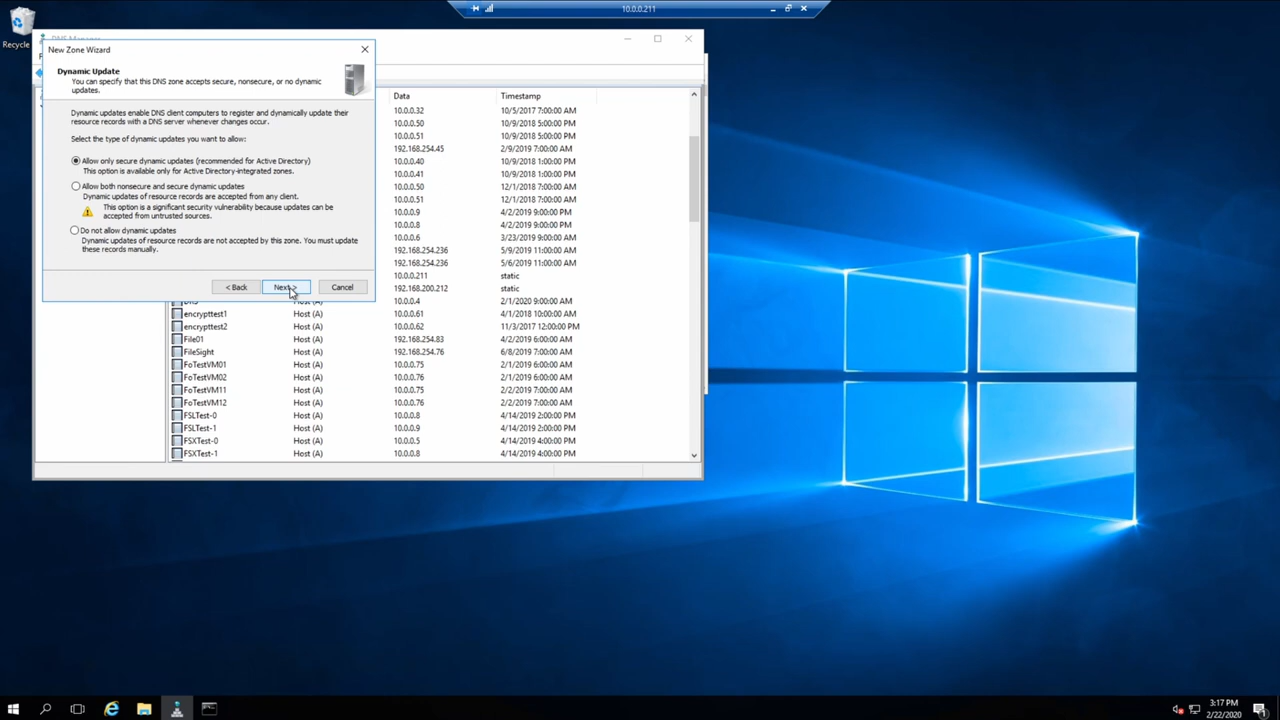 10.0.0.211
Recycle
DNS Manager
New Zone Wizard
Dynamic Update
You can specify that this DNS zone accepts secure, nonsecure, or no dynamic
updates.
Dynamic updates enable DNS client computers to register and dynamically update their
resource records with a DNS server whenever changes occur.
Select the type of dynamic updates you want to allow:
Allow only secure dynamic updates (recommended for Active Directory)
This option is available only for Active Directory-integrated zones.
Allow both nonsecure and secure dynamic updates
Dynamic updates of resource records are accepted from any client.
This option is a significant security vulnerability because updates can be
accepted from untrusted sources.
Do not allow dynamic updates
Dynamic updates of resource records are not accepted by this zone. You must update
these records manually.
< Back Next > Cancel
Data Timestamp
10.0.0.32 10/5/2017 7:00:00 AM
10.0.0.50 10/9/2018 5:00:00 PM
10.0.0.51 10/9/2018 5:00:00 PM
192.168.254.45 2/9/2019 7:00:00 AM
10.0.0.40 10/9/2018 1:00:00 PM
10.0.0.41 10/9/2018 1:00:00 PM
10.0.0.50 12/1/2018 7:00:00 AM
10.0.0.51 12/1/2018 7:00:00 AM
10.0.0.9 4/2/2019 9:00:00 PM
10.0.0.8 4/2/2019 9:00:00 PM
10.0.0.6 3/23/2019 9:00:00 AM
192.168.254.236 5/9/2019 11:00:00 AM
192.168.254.236 5/6/2019 11:00:00 AM
10.0.0.211 static
192.168.200.212 static
DNS Host (A) 10.0.0.4 2/1/2020 9:00:00 AM
encrypttest1 Host (A) 10.0.0.61 4/1/2018 10:00:00 AM
encrypttest2 Host (A) 10.0.0.62 11/3/2017 12:00:00 PM
File01 Host (A) 192.168.254.83 4/2/2019 6:00:00 AM
FileSight Host (A) 192.168.254.76 6/8/2019 7:00:00 AM
FoTestVM01 Host (A) 10.0.0.75 2/1/2019 6:00:00 AM
FoTestVM02 Host (A) 10.0.0.76 2/1/2019 6:00:00 AM
FoTestVM11 Host (A) 10.0.0.75 2/2/2019 7:00:00 AM
FoTestVM12 Host (A) 10.0.0.76 2/2/2019 7:00:00 AM
FSLTest-0 Host (A) 10.0.0.8 4/14/2019 2:00:00 PM
FSLTest-1 Host (A) 10.0.0.9 4/14/2019 2:00:00 PM
FSXTest-0 Host (A) 10.0.0.5 4/14/2019 4:00:00 PM
FSXTest-1 Host (A) 10.0.0.8 4/14/2019 4:00:00 PM
3:17 PM
2/22/2020